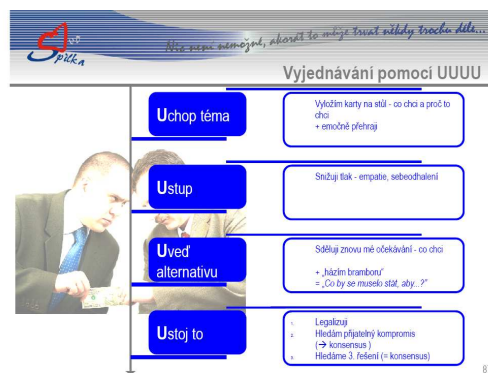 Nic není nemožné, akorát to může trvat někdy trochu déle...
Špička
Vyjednávání pomocí UUUU
Uchop téma
Vyložím karty na stůl - co chci a proč to
chci
+ emočně přehraji
Ustup
Snižuji tlak - empatie, sebeodhalení
Uveď
alternativu
Sděluji znovu mé očekávání - co chci
+ „házím bramboru"
= „Co by se muselo stát, aby...?"
Ustoj to
1. Legalizuji
2. Hledám přijatelný kompromis
(→ konsensus )
3. Hledáme 3. řešení (= konsensus)
8